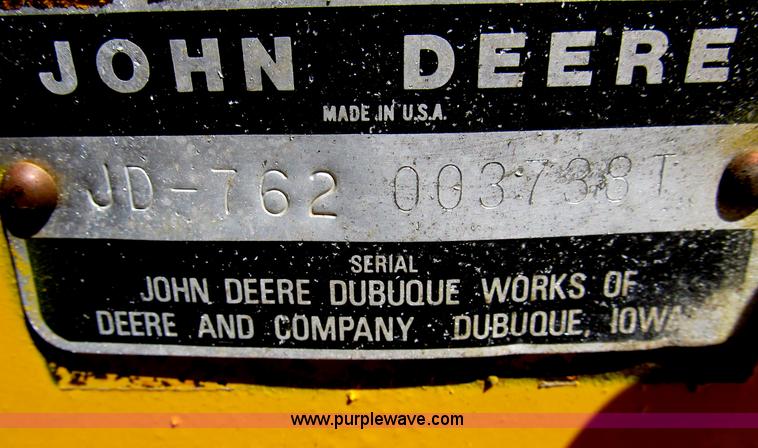 JOHN DEERE
MADE IN U.S.A.
JD-762 003738T
SERIAL
JOHN DEERE DUBUQUE WORKS OF
DEERE AND COMPANY DUBUQUE, IOWA
www.purplewave.com